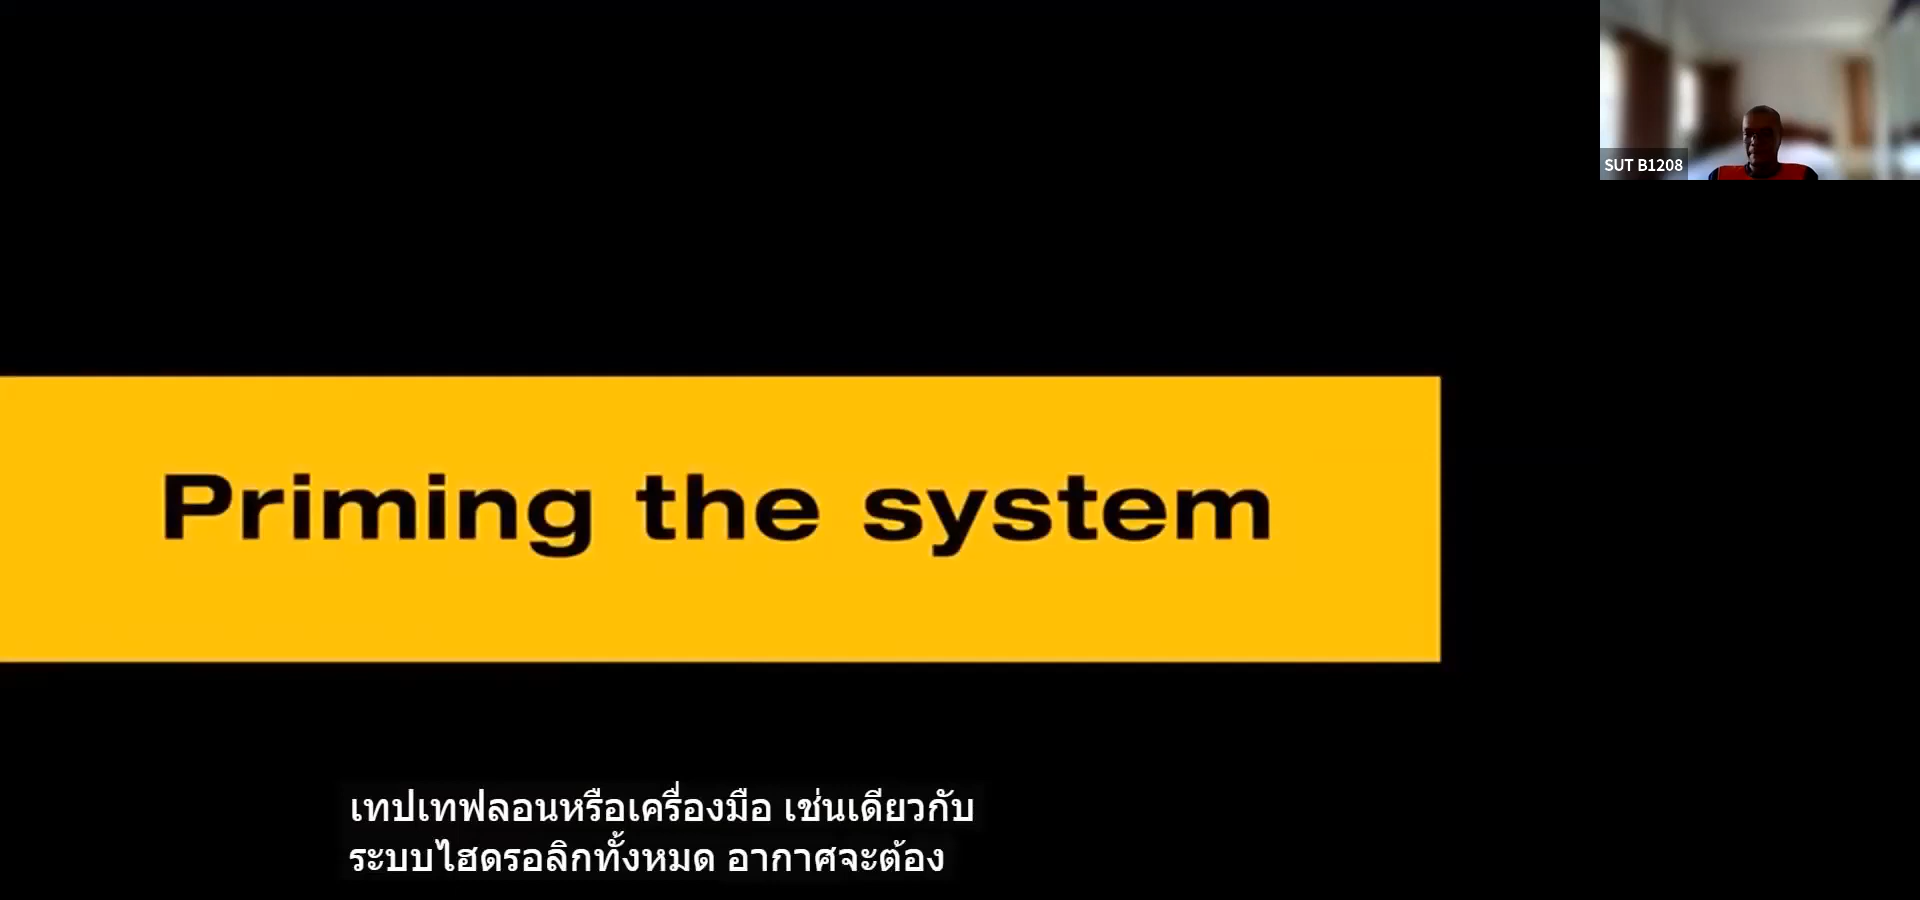 SUT B1208
Priming the system
เทปเทฟลอนหรือเครื่องมือ เช่นเดียวกับ
ระบบไฮดรอลิกทั้งหมด อากาศจะต้อง